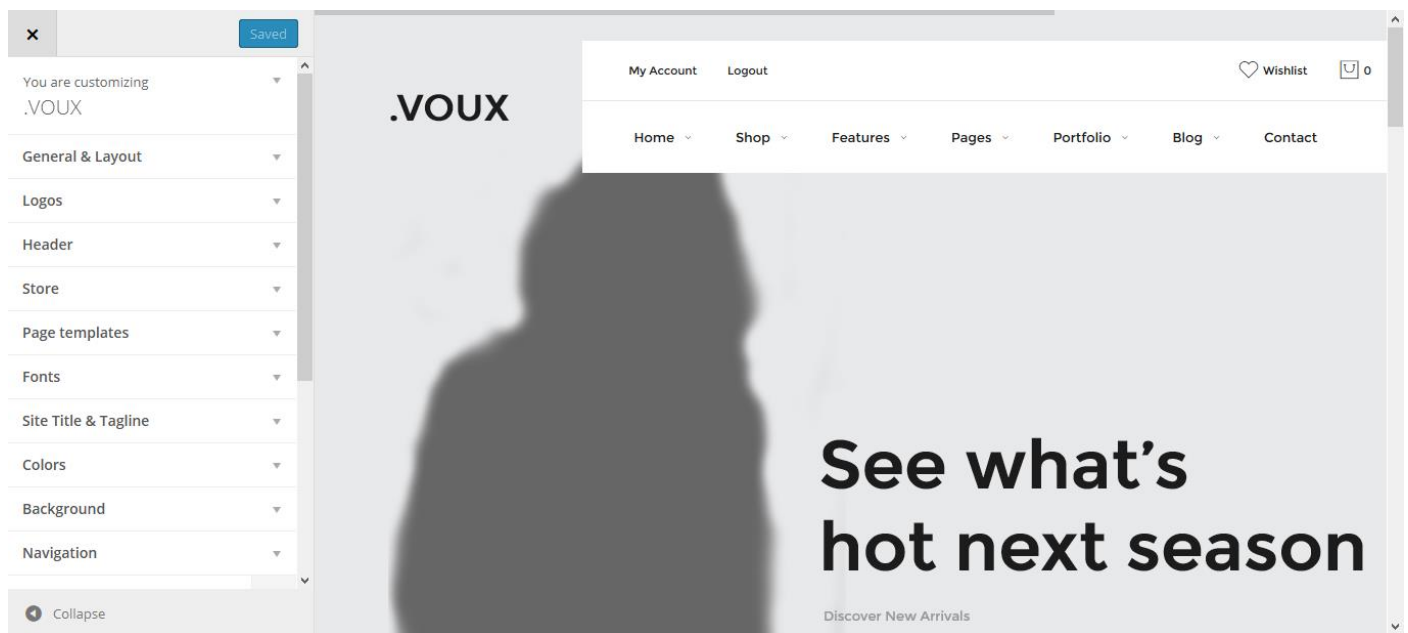 Saved
You are customizing
.VOUX
General & Layout
Logos
Header
Store
Page templates
Fonts
Site Title & Tagline
Colors
Background
Navigation
Collapse
.VOUX
My Account Logout Wishlist 0
Home Shop Features Pages Portfolio Blog Contact
See what's
hot next season
Discover New Arrivals